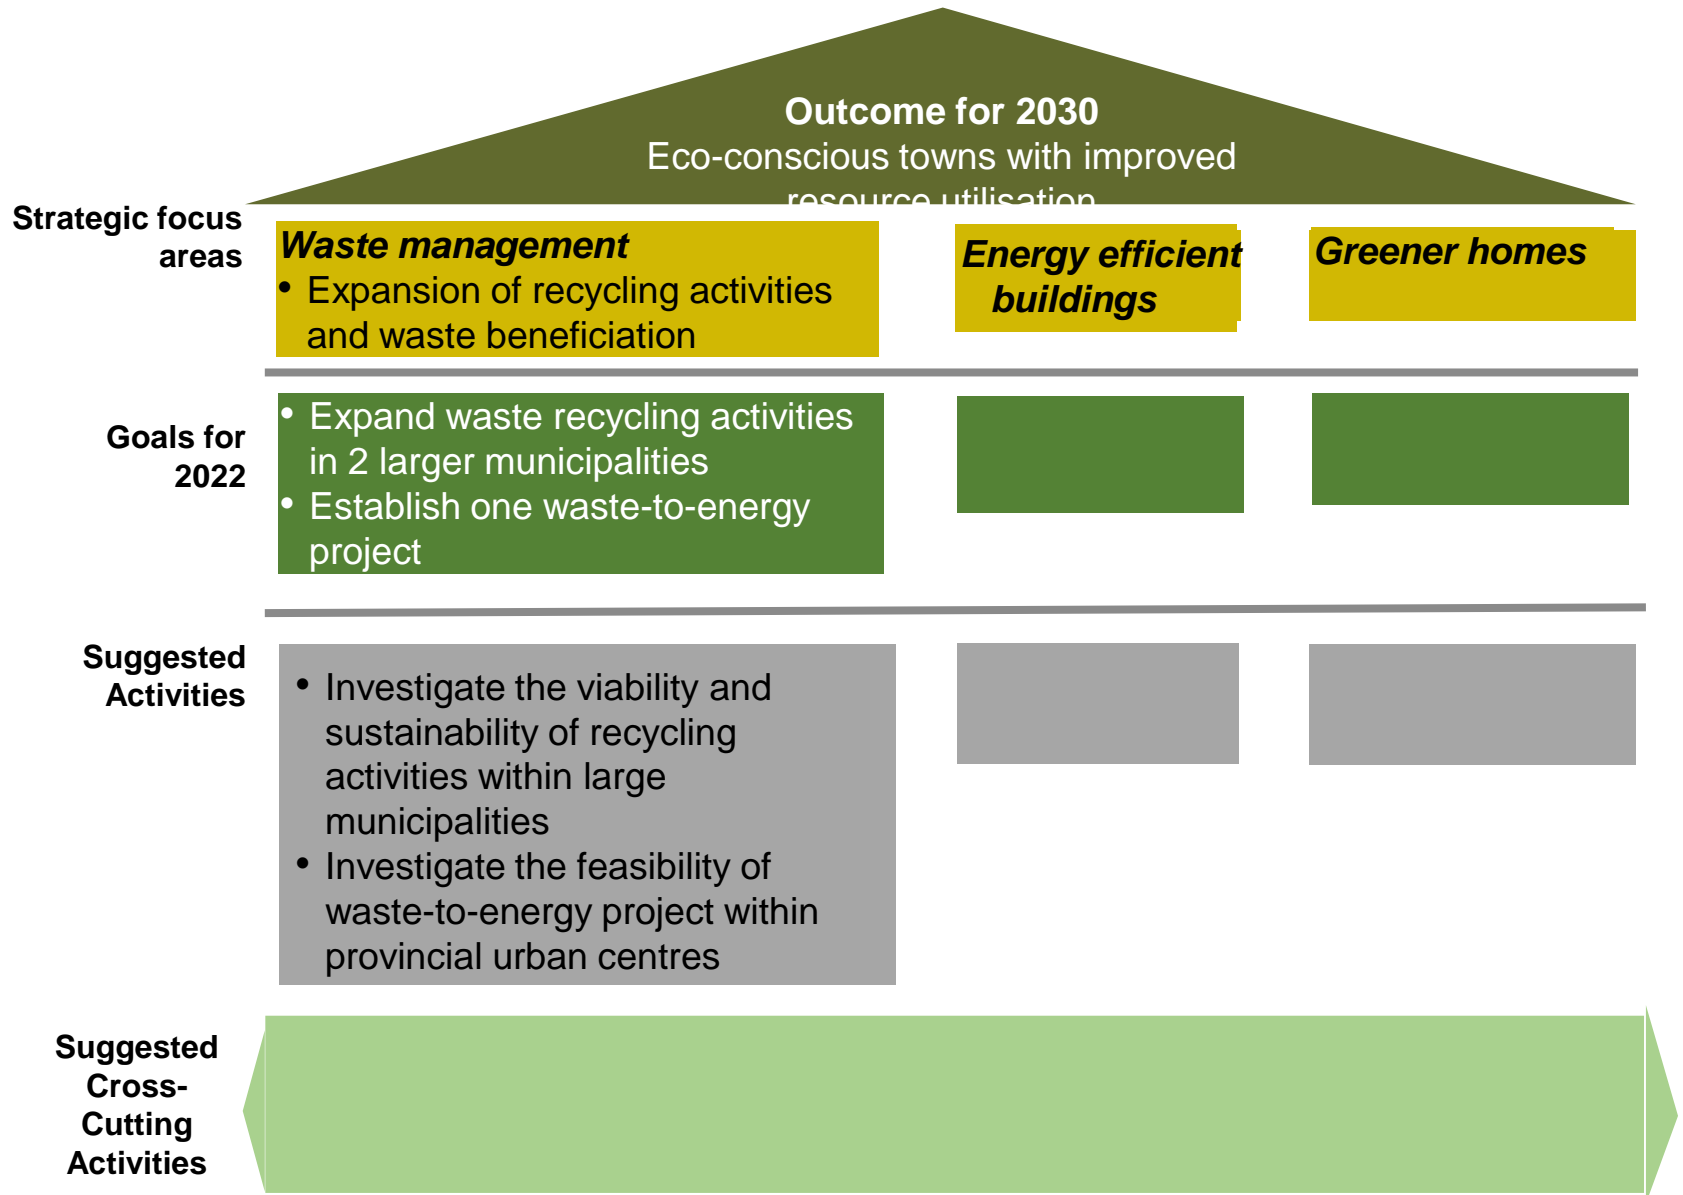 Outcome for 2030
Eco-conscious towns with improved
resource utilisation
Strategic focus
areas
Waste management
• Expansion of recycling activities
and waste beneficiation
Energy efficient
buildings
Greener homes
Goals for
2022
• Expand waste recycling activities
in 2 larger municipalities
• Establish one waste-to-energy
project
Suggested
Activities
• Investigate the viability and
sustainability of recycling
activities within large
municipalities
• Investigate the feasibility of
waste-to-energy project within
provincial urban centres
Suggested
Cross-
Cutting
Activities